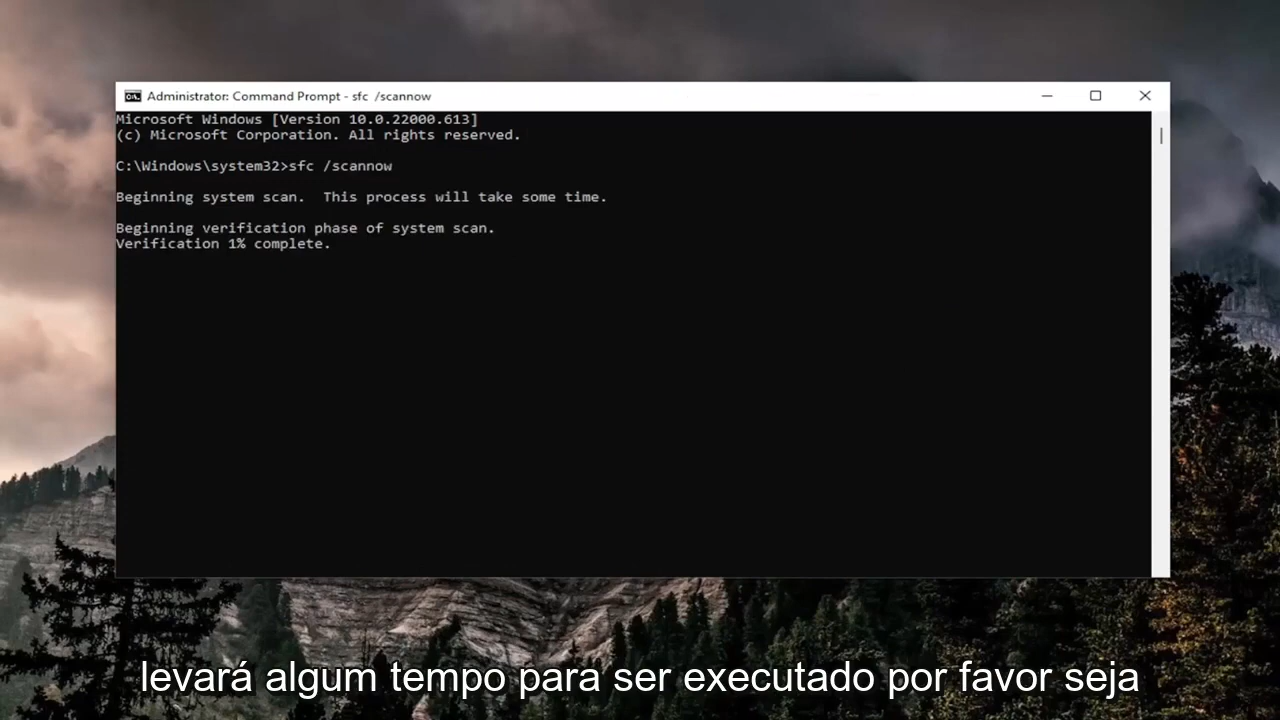 Administrator: Command Prompt - sfc /scannow
Microsoft Windows [Version 10.0.22000.613]
(c) Microsoft Corporation. All rights reserved.
C:\Windows\system32>sfc /scannow
Beginning system scan.  This process will take some time.
Beginning verification phase of system scan.
Verification 1% complete.
levará algum tempo para ser executado por favor seja